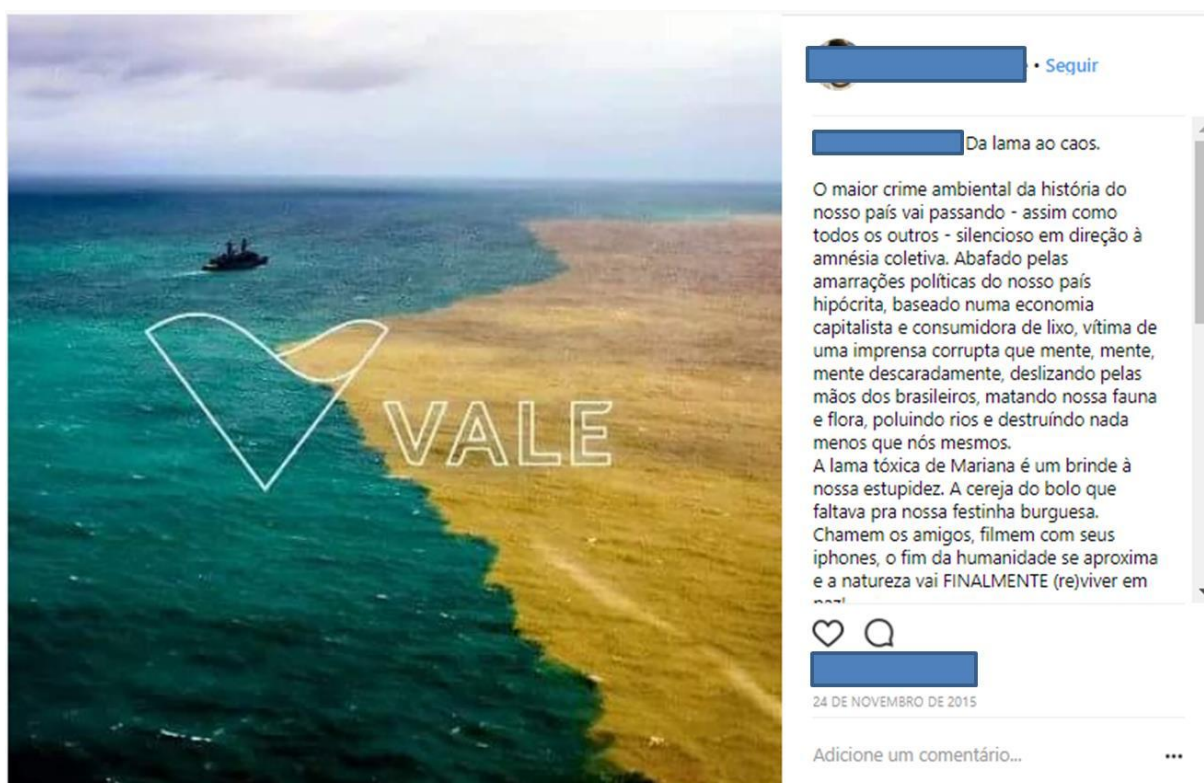 VALE
• Seguir
Da lama ao caos.
O maior crime ambiental da história do
nosso país vai passando - assim como
todos os outros - silencioso em direção à
amnésia coletiva. Abafado pelas
amarrações políticas do nosso país
hipócrita, baseado numa economia
capitalista e consumidora de lixo, vítima de
uma imprensa corrupta que mente, mente,
mente descaradamente, deslizando pelas
mãos dos brasileiros, matando nossa fauna
e flora, poluindo rios e destruíndo nada
menos que nós mesmos.
A lama tóxica de Mariana é um brinde à
nossa estupidez. A cereja do bolo que
faltava pra nossa festinha burguesa.
Chamem os amigos, filmem com seus
iphones, o fim da humanidade se aproxima
e a natureza vai FINALMENTE (re)viver em
24 DE NOVEMBRO DE 2015
Adicione um comentário...